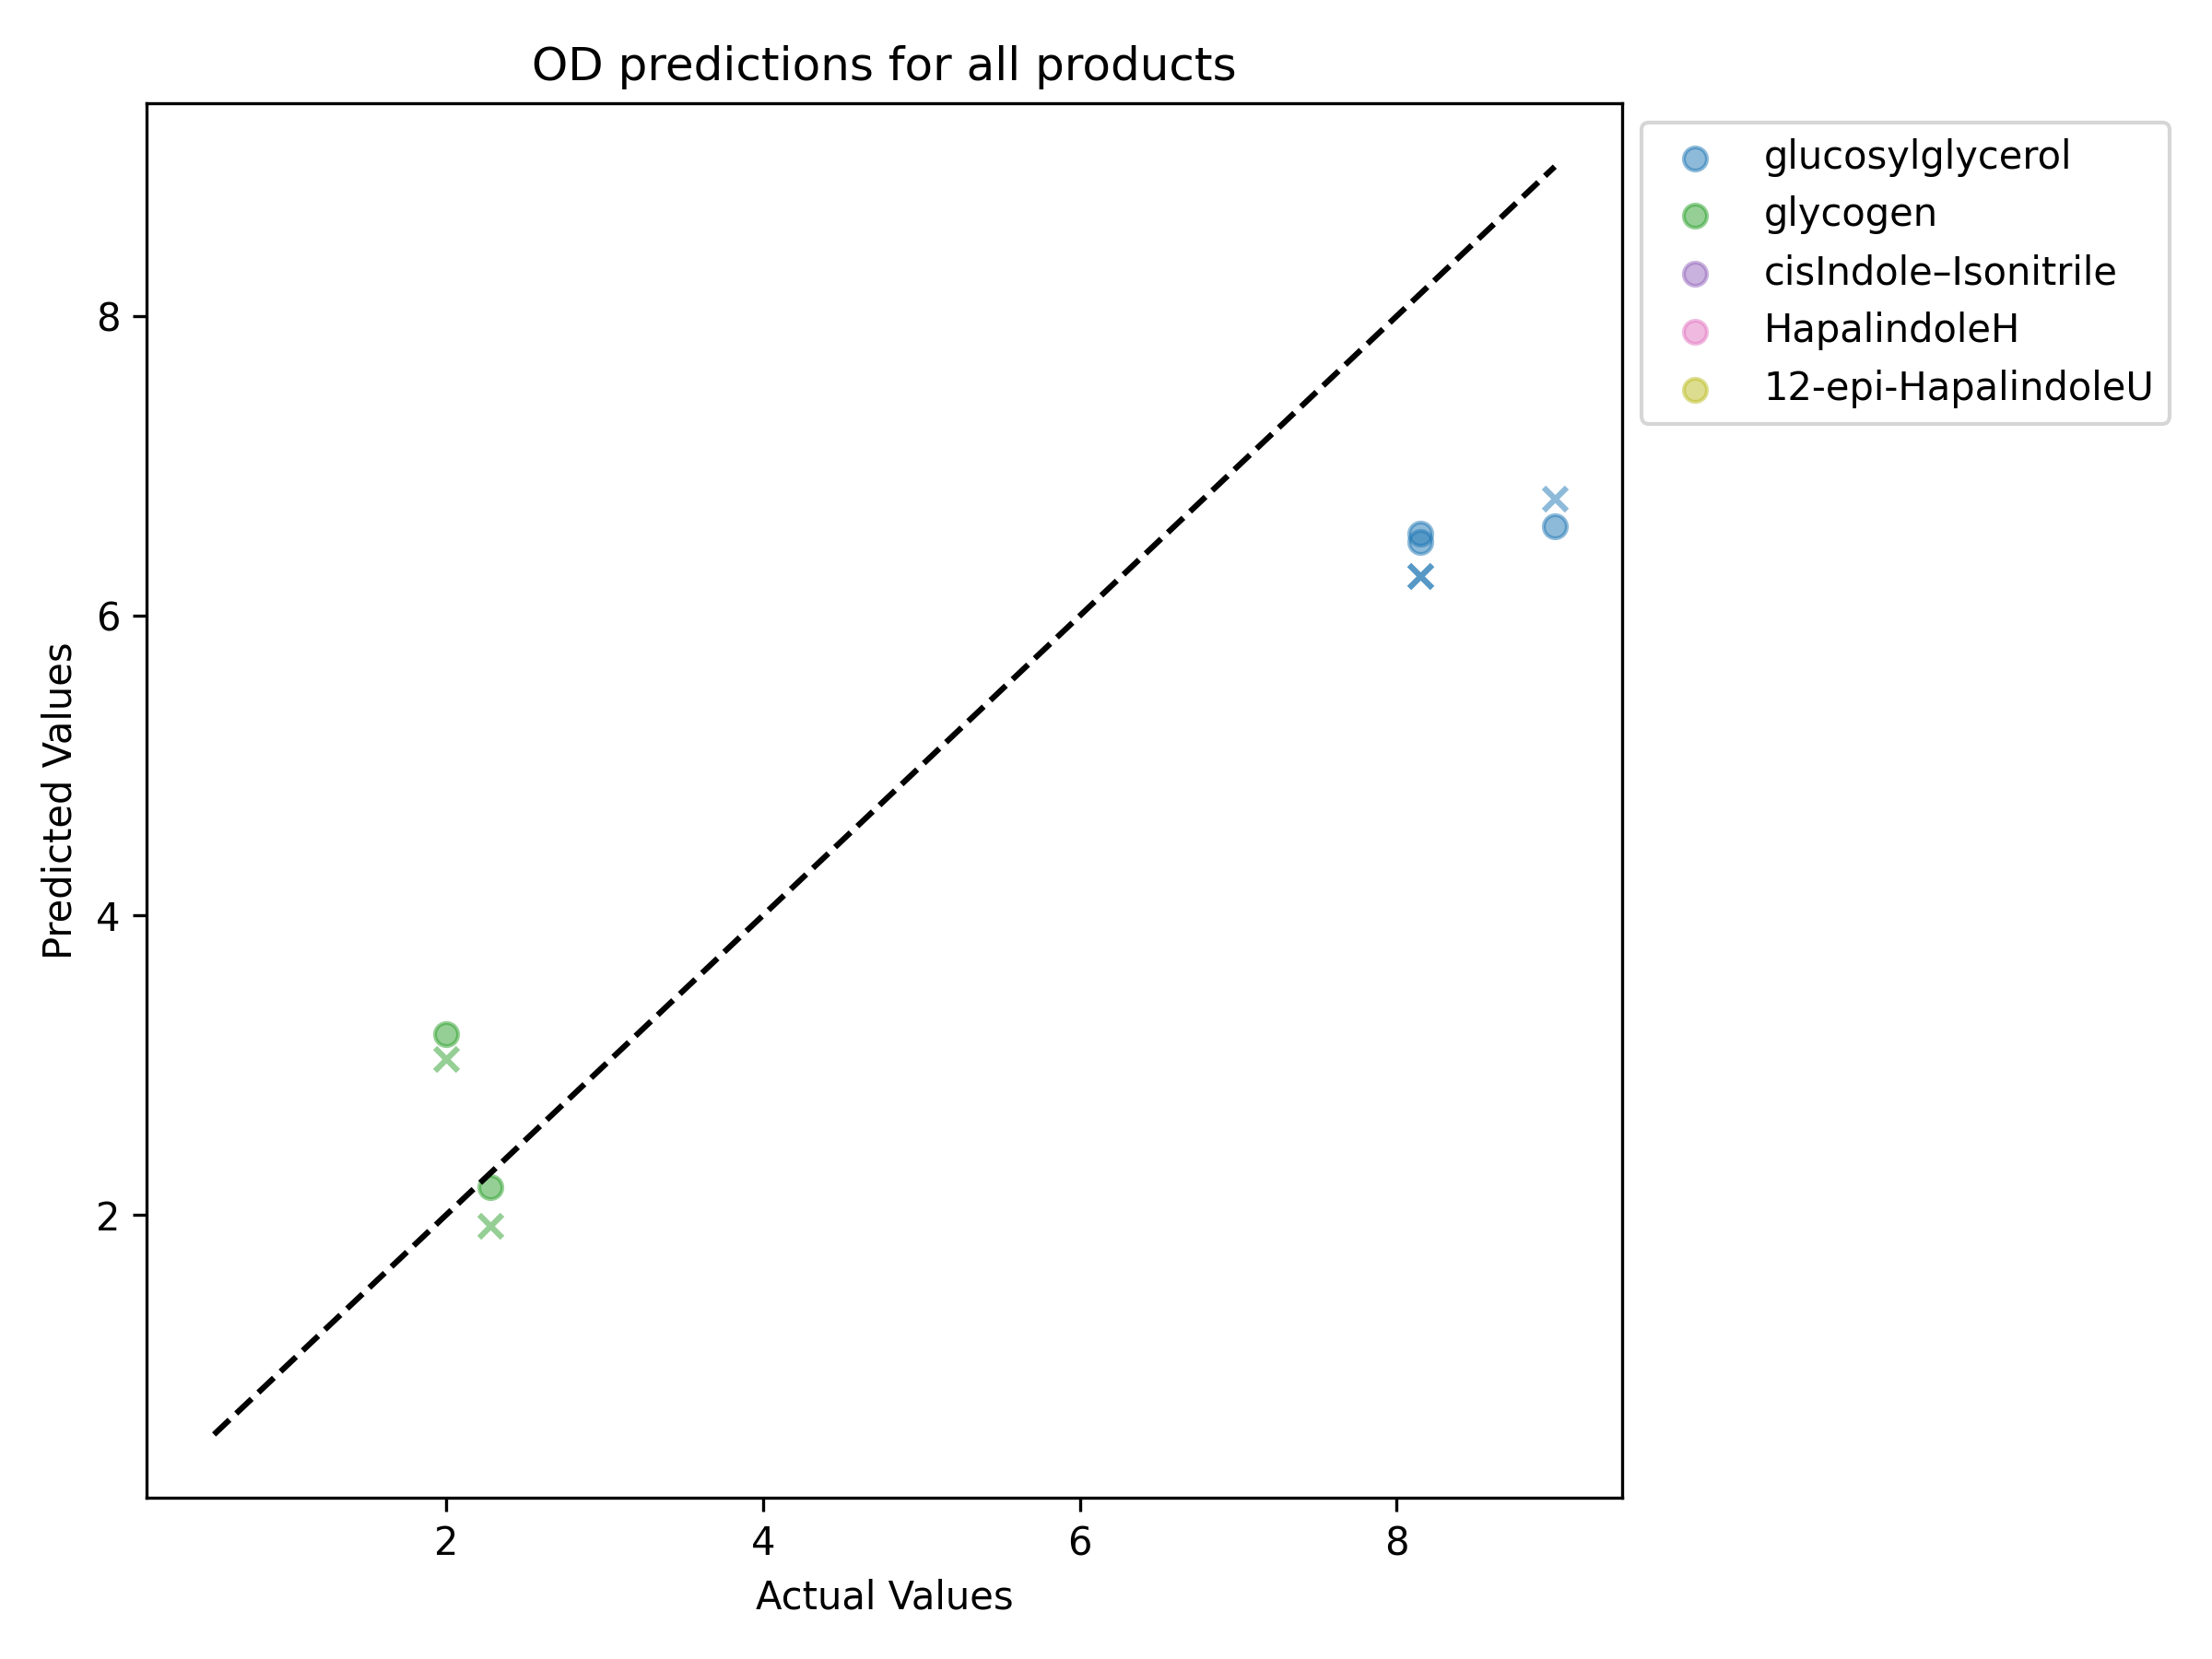 OD predictions for all products
glucosylglycerol
glycogen
cisIndole–Isonitrile
HapalindoleH
12-epi-HapalindoleU
8
6
4
2
Predicted Values
2 4 6 8
Actual Values